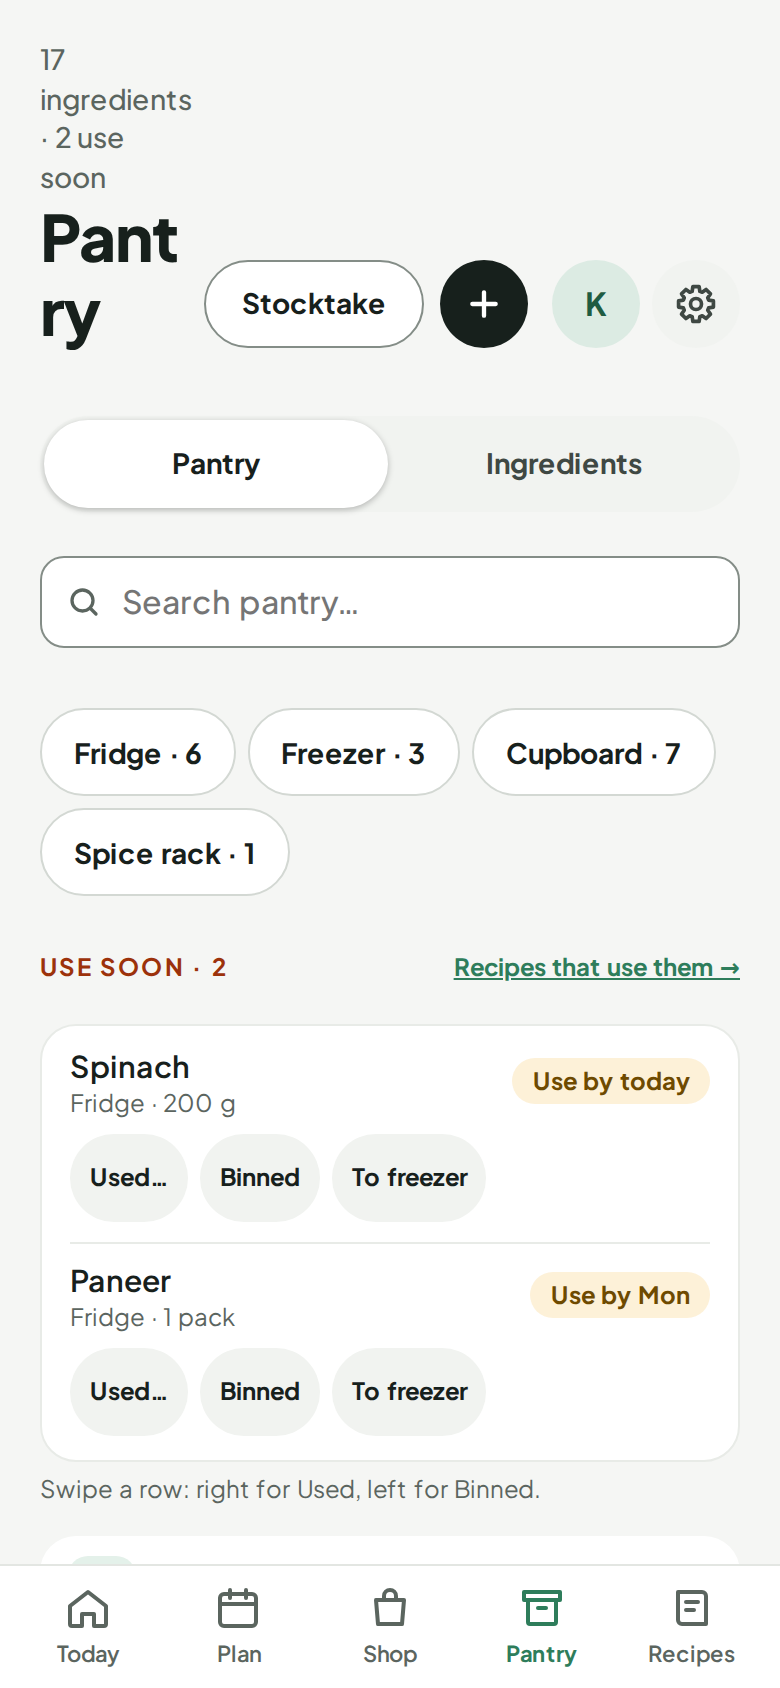 17
ingredients
· 2 use
soon
Pant
ry
Stocktake
K
Pantry
Ingredients
Search pantry...
Fridge · 6
Freezer · 3
Cupboard · 7
Spice rack · 1
USE SOON · 2
Recipes that use them →
Spinach
Use by today
Fridge · 200 g
Used...
Binned
To freezer
Paneer
Use by Mon
Fridge · 1 pack
Used...
Binned
To freezer
Swipe a row: right for Used, left for Binned.
Today
Plan
Shop
Pantry
Recipes